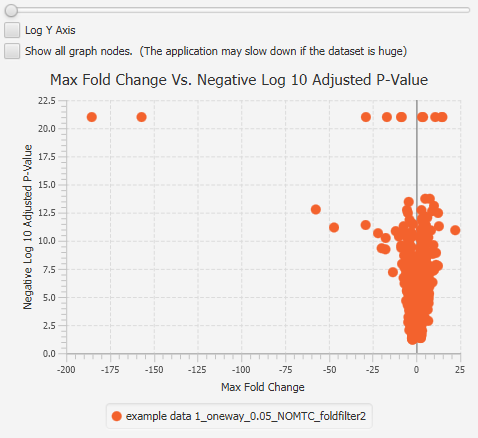 Log Y Axis
Show all graph nodes. (The application may slow down if the dataset is huge)
Max Fold Change Vs. Negative Log 10 Adjusted P-Value
Negative Log 10 Adjusted P-Value
22.5
20.0
17.5
15.0
12.5
10.0
7.5
5.0
2.5
0.0
-200 -175 -150 -125 -100 -75 -50 -25 0 25
Max Fold Change
example data 1_oneway_0.05_NOMTC_foldfilter2